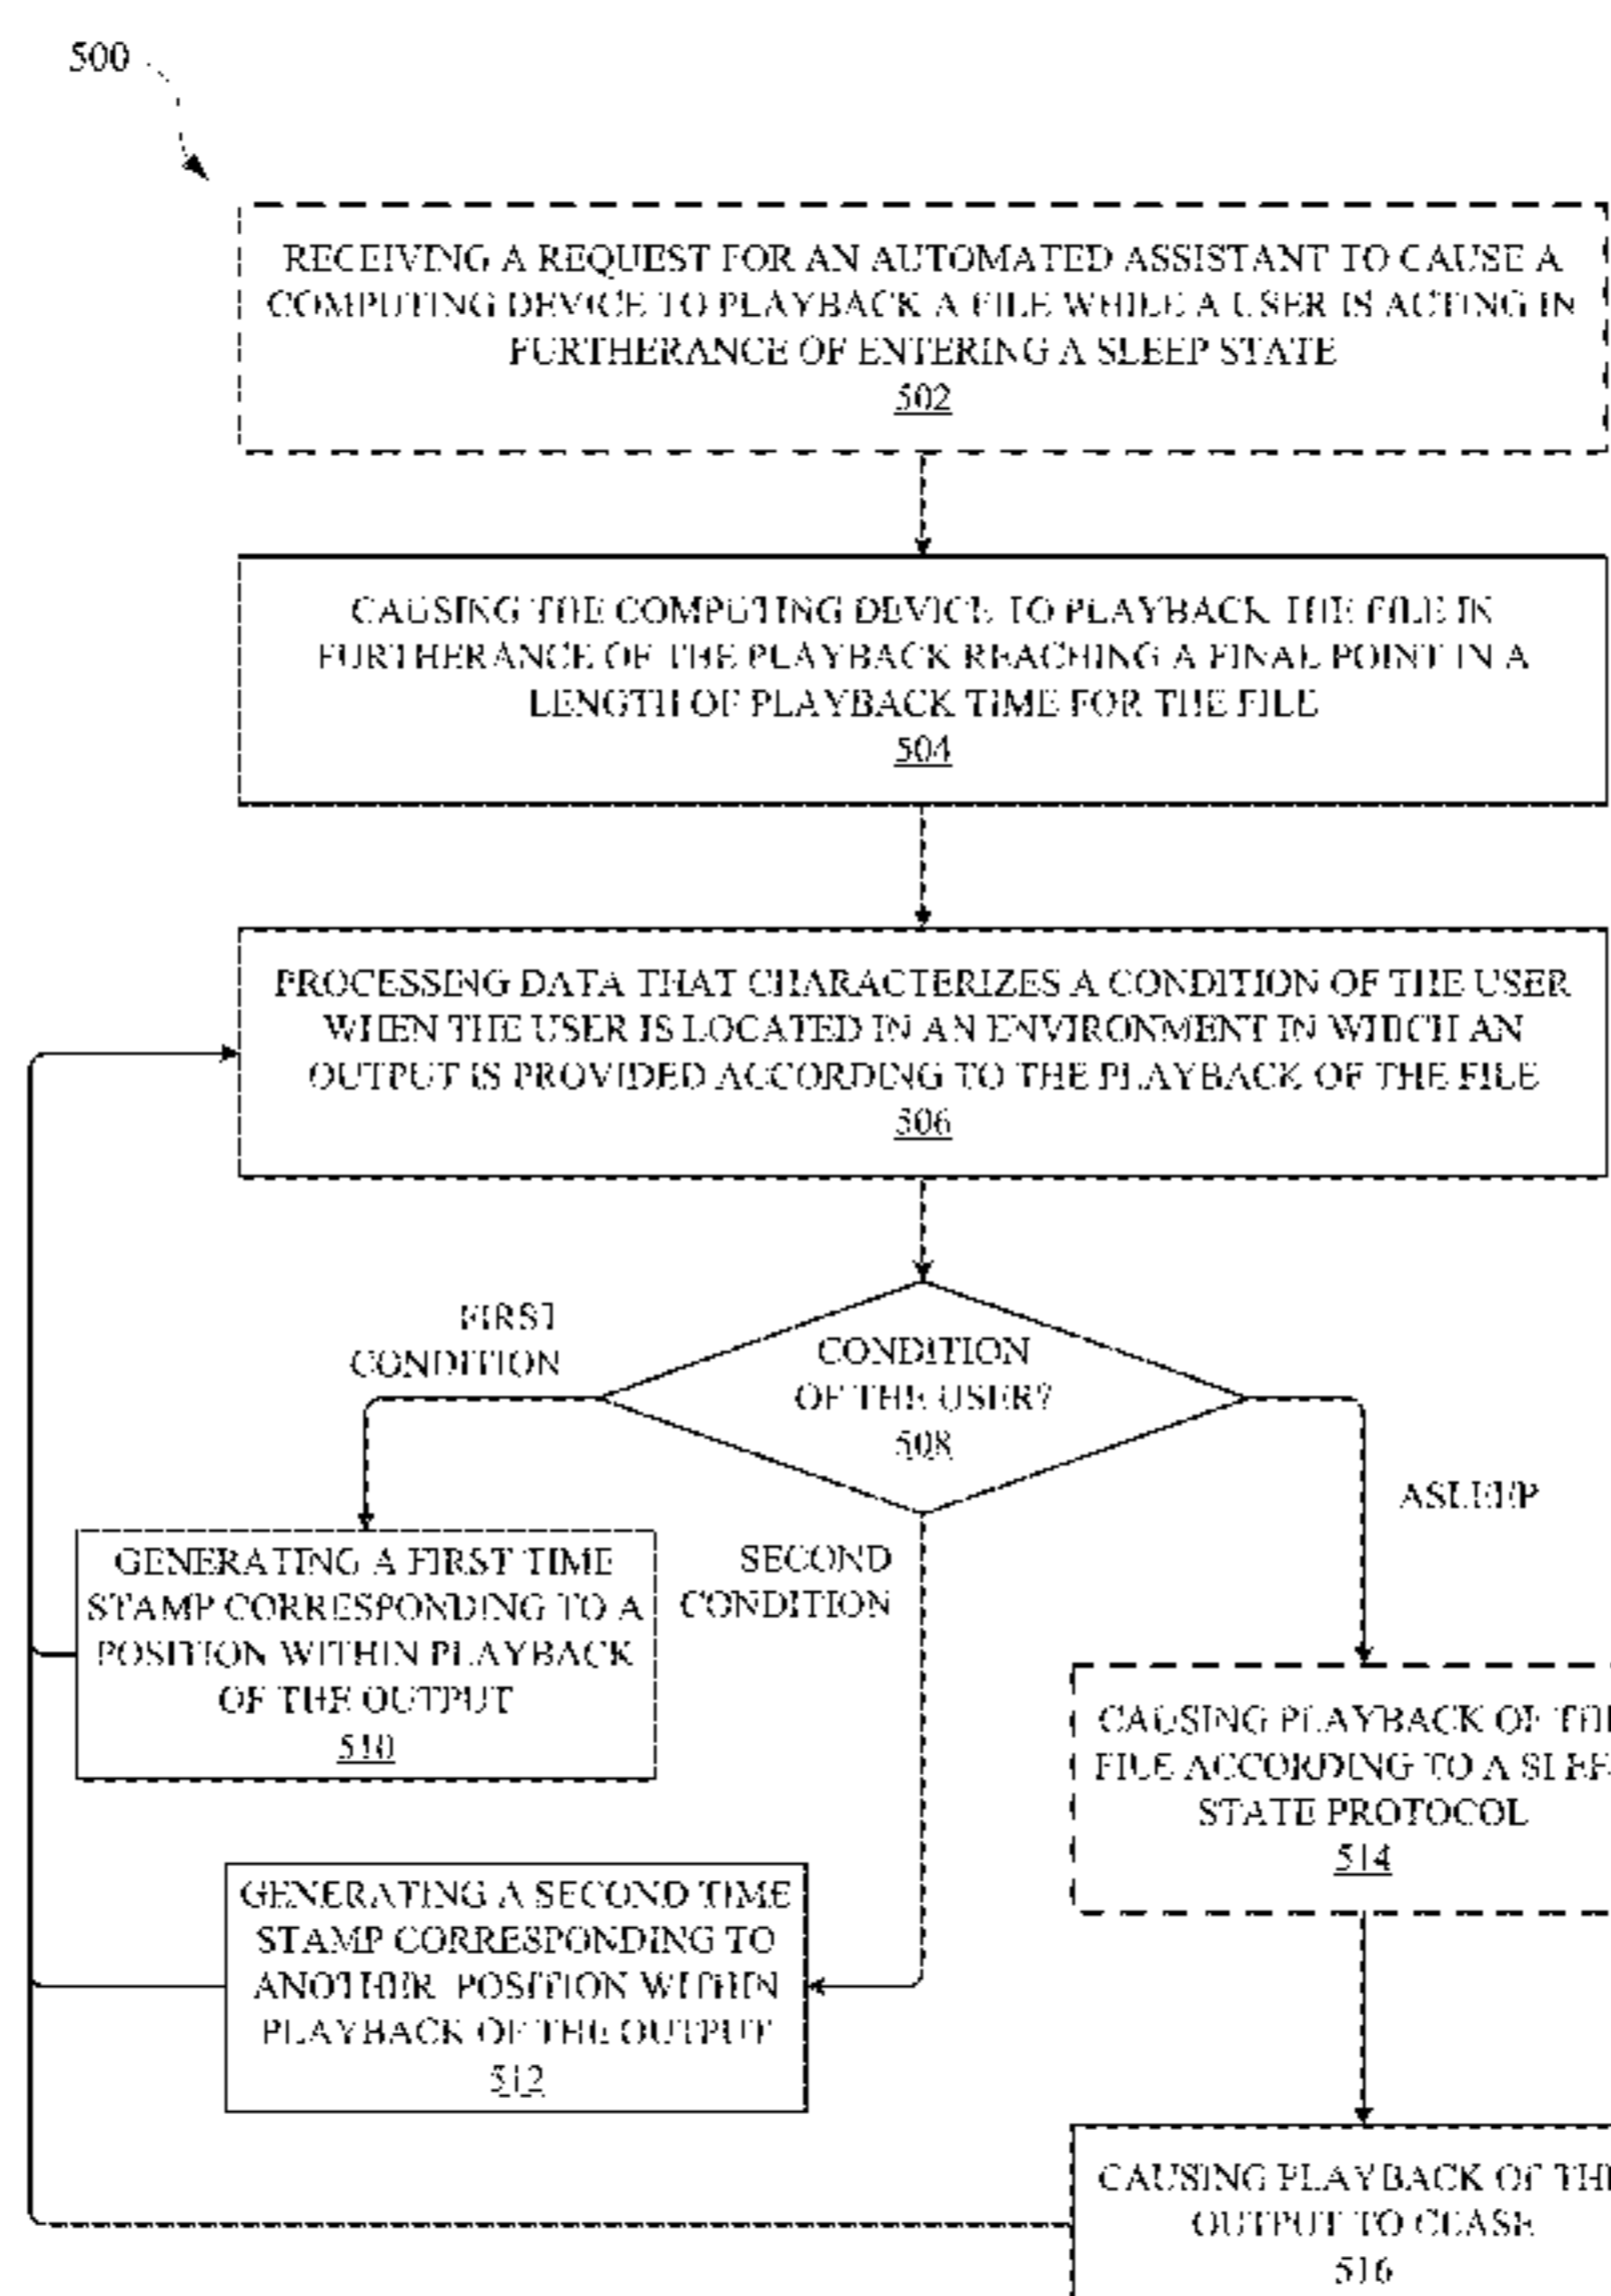 500
RECEIVING A REQUEST FOR AN AUTOMATED ASSISTANT TO CAUSE A
COMPUTING DEVICE TO PLAYBACK A FILE WHILE A USER IS ACTING IN
FURTHERANCE OF ENTERING A SLEEP STATE
502
CAUSING THE COMPUTING DEVICE TO PLAYBACK THE FILE IN
FURTHERANCE OF THE PLAYBACK REACHING A FINAL POINT IN A
LENGTH OF PLAYBACK TIME FOR THE FILE
504
PROCESSING DATA THAT CHARACTERIZES A CONDITION OF THE USER
WHEN THE USER IS LOCATED IN AN ENVIRONMENT IN WHICH AN
OUTPUT IS PROVIDED ACCORDING TO THE PLAYBACK OF THE FILE
506
FIRST
CONDITION
CONDITION
OF THE USER?
508
ASLEEP
SECOND
CONDITION
GENERATING A FIRST TIME
STAMP CORRESPONDING TO A
POSITION WITHIN PLAYBACK
OF THE OUTPUT
510
CAUSING PLAYBACK OF TH
FILE ACCORDING TO A SLEE
STATE PROTOCOL
514
GENERATING A SECOND TIME
STAMP CORRESPONDING TO
ANOTHER POSITION WITHIN
PLAYBACK OF THE OUTPUT
512
CAUSING PLAYBACK OF TH
OUTPUT TO CEASE
516